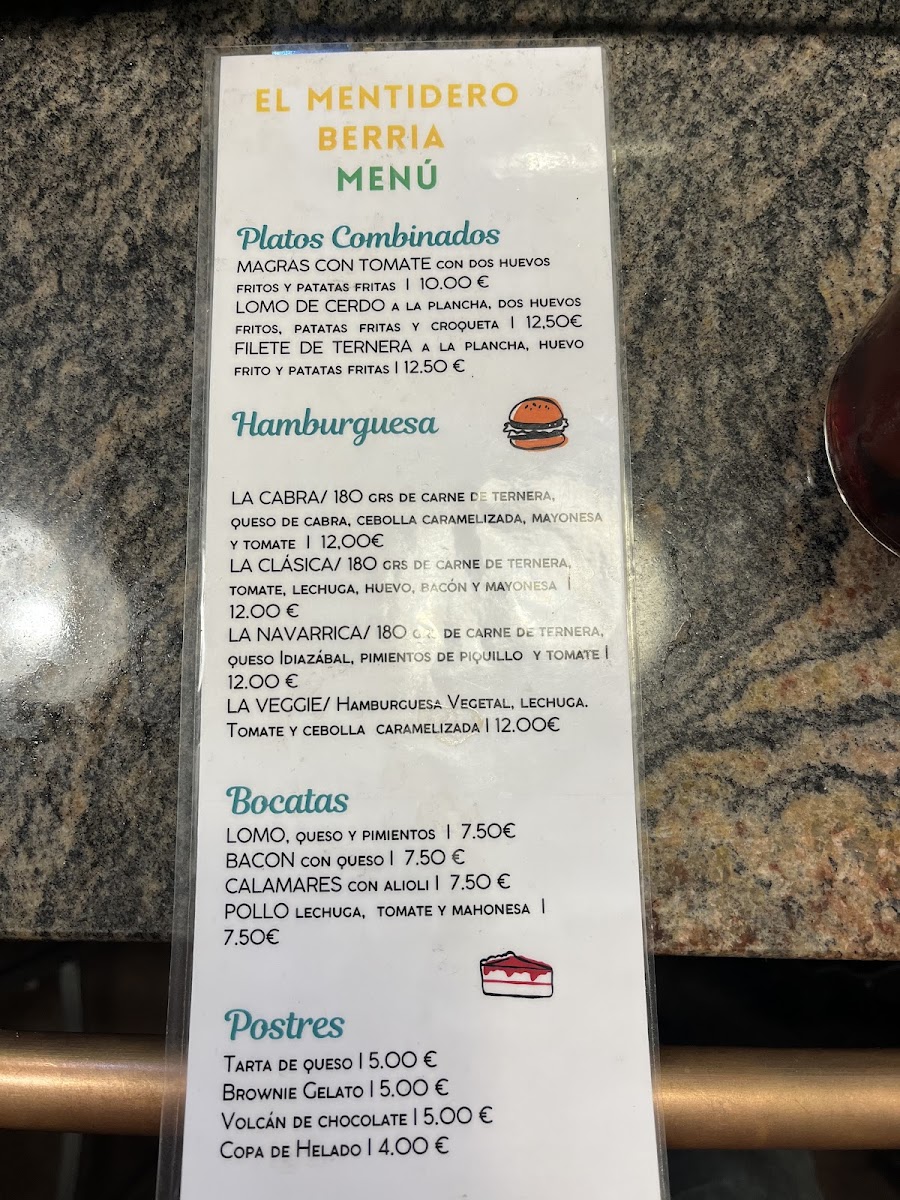 EL MENTIDERO
BERRIA
MENÚ
Platos Combinados
MAGRAS CON TOMATE CON DOS HUEVOS
FRITOS Y PATATAS FRITAS | 10.00 €
LOMO DE CERDO A LA PLANCHA, DOS HUEVOS
FRITOS, PATATAS FRITAS Y CROQUETA | 12,50€
FILETE DE TERNERA A LA PLANCHA, HUEVO
FRITO Y PATATAS FRITAS | 12.50 €
Hamburguesa
LA CABRA/ 180 GRS DE CARNE DE TERNERA,
QUESO DE CABRA, CEBOLLA CARAMELIZADA, MAYONESA
Y TOMATE | 12,00€
LA CLÁSICA/ 180 GRS DE CARNE DE TERNERA,
TOMATE, LECHUGA, HUEVO, BACÓN Y MAYONESA |
12.00 €
LA NAVARRICA/ 180 GRS DE CARNE DE TERNERA,
QUESO IDIAZÁBAL, PIMIENTOS DE PIQUILLO Y TOMATE |
12.00 €
LA VEGGIE/ HAMBURGUESA VEGETAL, LECHUGA.
TOMATE Y CEBOLLA CARAMELIZADA | 12.00€
Bocatas
LOMO, QUESO Y PIMIENTOS | 7.50€
BACON CON QUESO | 7.50 €
CALAMARES CON ALIOLI | 7.50 €
POLLO LECHUGA, TOMATE Y MAHONESA |
7.50€
Postres
TARTA DE QUESO | 5.00 €
BROWNIE GELATO | 5.00 €
VOLCÁN DE CHOCOLATE | 5.00 €
COPA DE HELADO | 4.00 €